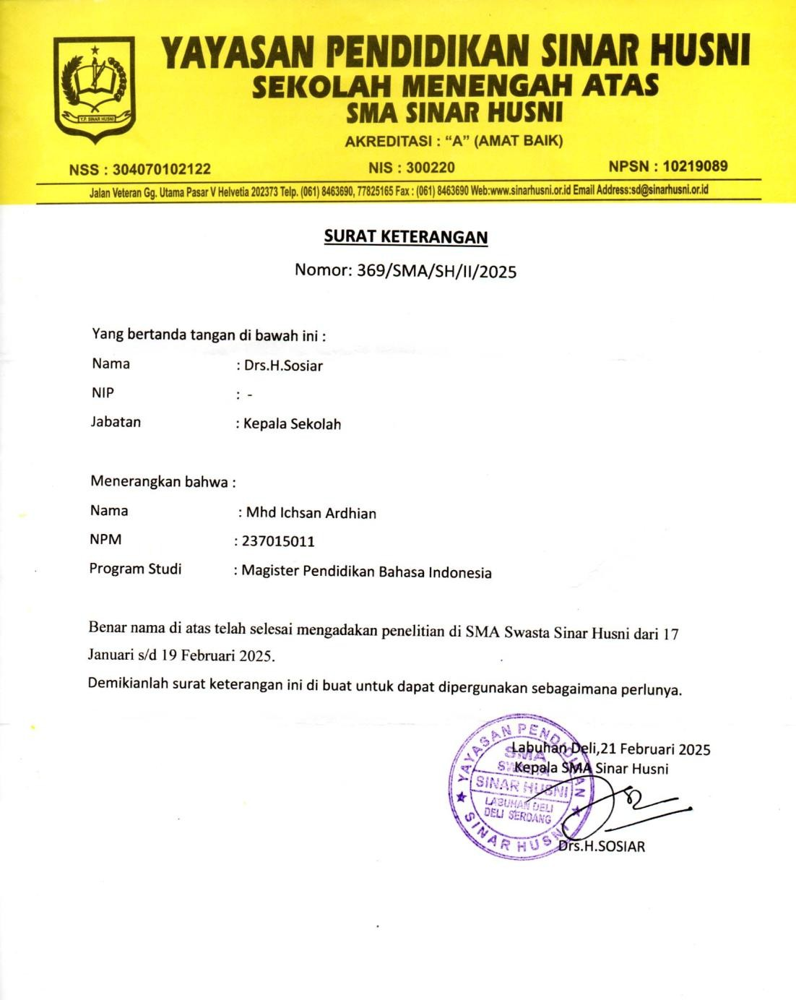 YAYASAN PENDIDIKAN SINAR HUSNI
SEKOLAH MENENGAH ATAS
SMA SINAR HUSNI
AKREDITASI : “A” (AMAT BAIK)
Y.P. SINAR HUSNI
NSS : 304070102122 NIS : 300220 NPSN : 10219089
Jalan Veteran Gg. Utama Pasar V Helvetia 202373 Telp. (061) 8463690, 77825165 Fax : (061) 8463690 Web:www.sinarhusni.or.id Email Address:sd@sinarhusni.or.id
SURAT KETERANGAN
Nomor: 369/SMA/SH/II/2025
Yang bertanda tangan di bawah ini :
Nama : Drs.H.Sosiar
NIP : -
Jabatan : Kepala Sekolah
Menerangkan bahwa :
Nama : Mhd Ichsan Ardhian
NPM : 237015011
Program Studi : Magister Pendidikan Bahasa Indonesia
Benar nama di atas telah selesai mengadakan penelitian di SMA Swasta Sinar Husni dari 17
Januari s/d 19 Februari 2025.
Demikianlah surat keterangan ini di buat untuk dapat dipergunakan sebagaimana perlunya.
Labuhan Deli,21 Februari 2025
Kepala SMA Sinar Husni
YAYASAN PENDIDIKAN
SMA
SWASTA
SINAR HUSNI
LABUHAN DELI
DELI SERDANG
SINAR HUSNI
Drs.H.SOSIAR